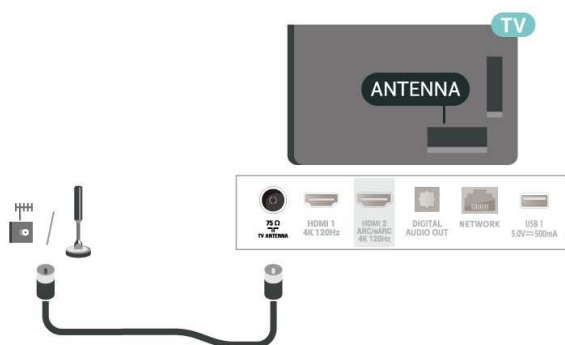 TV
ANTENNA
75 Ω
TV ANTENNA
HDMI 1
4K 120Hz
HDMI 2
ARC/eARC
4K 120Hz
DIGITAL
AUDIO OUT
NETWORK
USB 1
5.0V⎓500mA